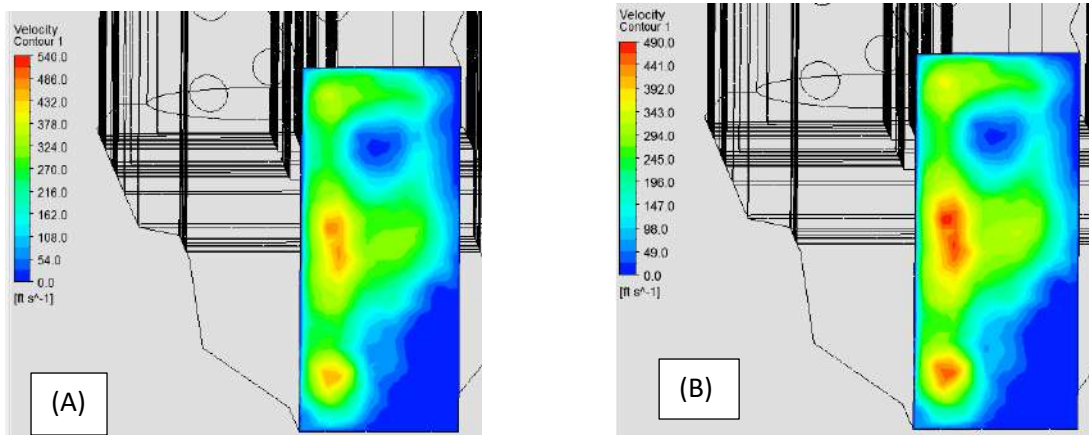 Velocity
Contour 1
540.0
486.0
432.0
378.0
324.0
270.0
216.0
162.0
108.0
54.0
0.0
[ft s^-1]
(A)
Velocity
Contour 1
490.0
441.0
392.0
343.0
294.0
245.0
196.0
147.0
98.0
49.0
0.0
[ft s^-1]
(B)